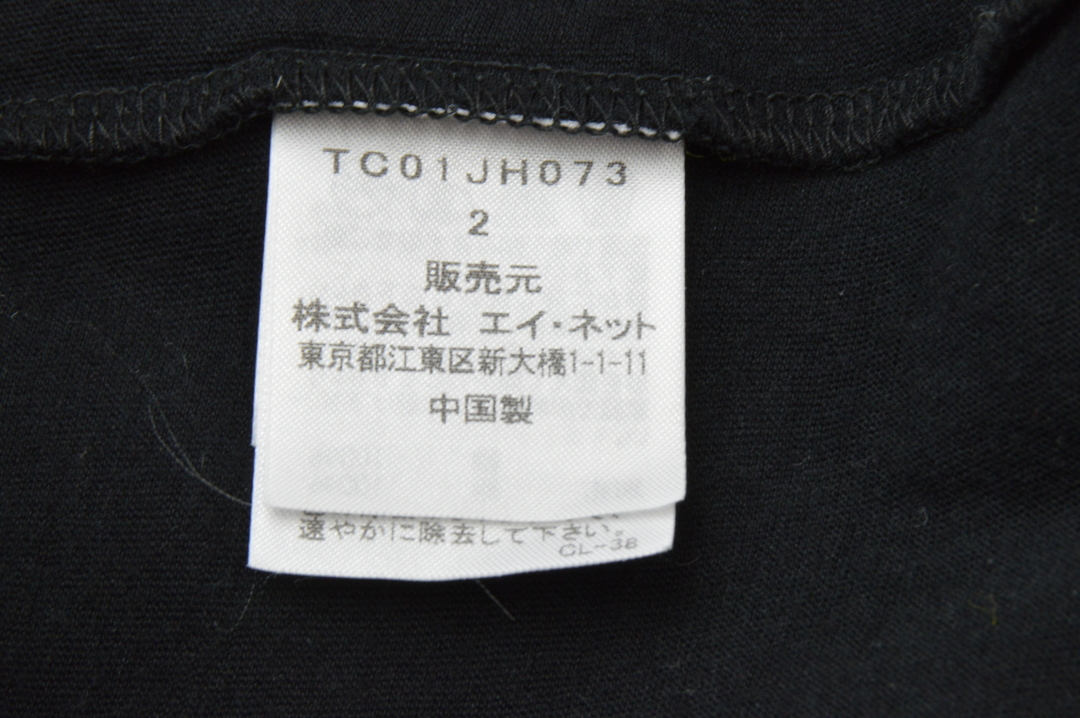 TC01JH073
2
販売元
株式会社 エイ・ネット
東京都江東区新大橋1-1-11
中国製
速やかに除去して下さい。
CL-38